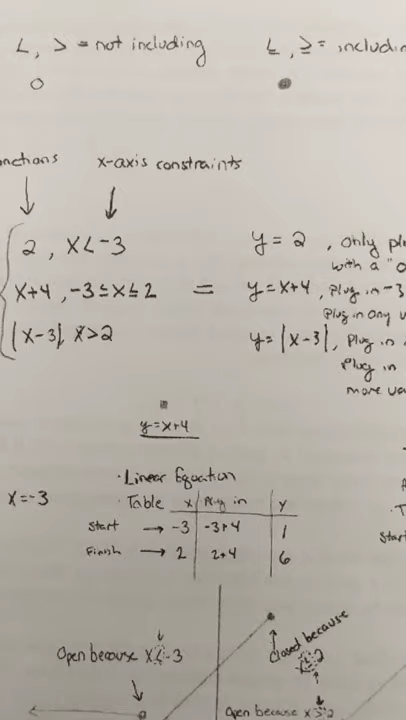 <, > = not including
≤, ≥ = includin
nctions x-axis constraints
2, x<-3
x+4, -3≤x≤2
|x-3|, x>2
=
y=2, Only pl
with a "o
y=x+4, Plug in -3
Plug in any v
y=|x-3|, Plug in
Plug in
more va
y=x+4
x=-3
· Linear Equation
· Table x Plug in y
Start → -3 -3+4 1
Finish → 2 2+4 6
· T
Star
Open because x<-3
Closed because
Open because x>2